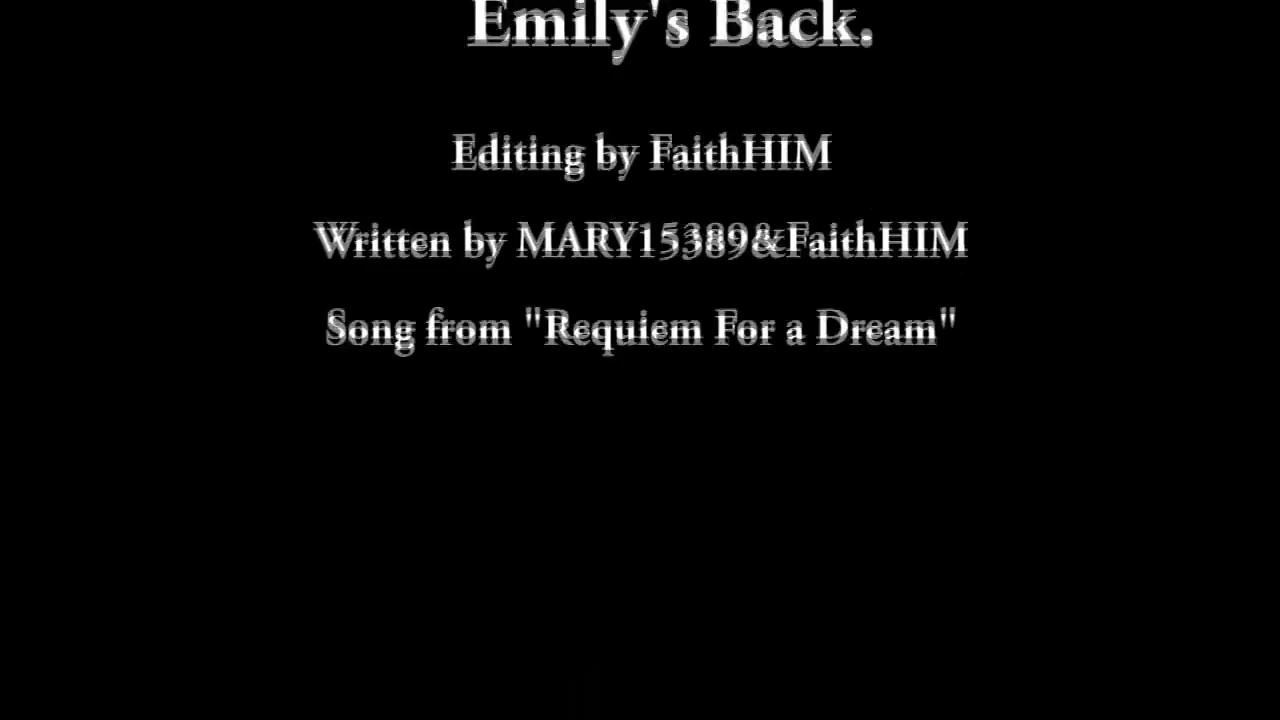 Emily's Back.
Editing by FaithHIM
Written by MARY15389&FaithHIM
Song from "Requiem For a Dream"